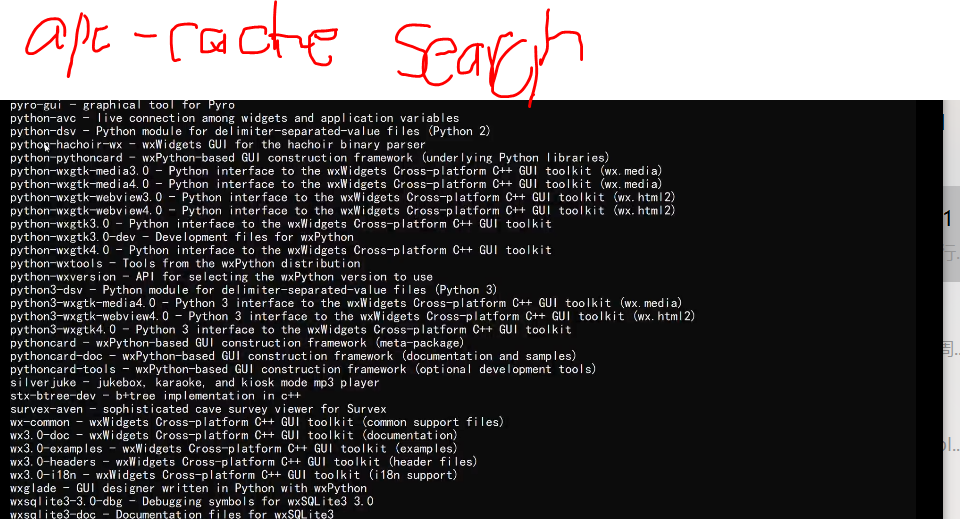 apt-cache search
pyro-gui - graphical tool for Pyro
python-avc - live connection among widgets and application variables
python-dsv - Python module for delimiter-separated-value files (Python 2)
python-hachoir-wx - wxWidgets GUI for the hachoir binary parser
python-pythoncard - wxPython-based GUI construction framework (underlying Python libraries)
python-wxgtk-media3.0 - Python interface to the wxWidgets Cross-platform C++ GUI toolkit (wx.media)
python-wxgtk-media4.0 - Python interface to the wxWidgets Cross-platform C++ GUI toolkit (wx.media)
python-wxgtk-webview3.0 - Python interface to the wxWidgets Cross-platform C++ GUI toolkit (wx.html2)
python-wxgtk-webview4.0 - Python interface to the wxWidgets Cross-platform C++ GUI toolkit (wx.html2)
python-wxgtk3.0 - Python interface to the wxWidgets Cross-platform C++ GUI toolkit
python-wxgtk3.0-dev - Development files for wxPython
python-wxgtk4.0 - Python interface to the wxWidgets Cross-platform C++ GUI toolkit
python-wxtools - Tools from the wxPython distribution
python-wxversion - API for selecting the wxPython version to use
python3-dsv - Python module for delimiter-separated-value files (Python 3)
python3-wxgtk-media4.0 - Python 3 interface to the wxWidgets Cross-platform C++ GUI toolkit (wx.media)
python3-wxgtk-webview4.0 - Python 3 interface to the wxWidgets Cross-platform C++ GUI toolkit (wx.html2)
python3-wxgtk4.0 - Python 3 interface to the wxWidgets Cross-platform C++ GUI toolkit
pythoncard - wxPython-based GUI construction framework (meta-package)
pythoncard-doc - wxPython-based GUI construction framework (documentation and samples)
pythoncard-tools - wxPython-based GUI construction framework (optional development tools)
silverjuke - jukebox, karaoke, and kiosk mode mp3 player
stx-btree-dev - b+tree implementation in c++
survex-aven - sophisticated cave survey viewer for Survex
wx-common - wxWidgets Cross-platform C++ GUI toolkit (common support files)
wx3.0-doc - wxWidgets Cross-platform C++ GUI toolkit (documentation)
wx3.0-examples - wxWidgets Cross-platform C++ GUI toolkit (examples)
wx3.0-headers - wxWidgets Cross-platform C++ GUI toolkit (header files)
wx3.0-i18n - wxWidgets Cross-platform C++ GUI toolkit (i18n support)
wxglade - GUI designer written in Python with wxPython
wxsqlite3-3.0-dbg - Debugging symbols for wxSQLite3 3.0
wxsqlite3-doc - Documentation files for wxSQLite3